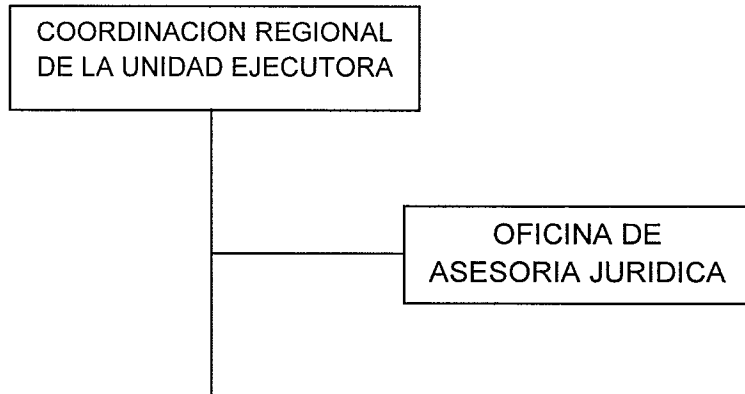 COORDINACION REGIONAL
DE LA UNIDAD EJECUTORA
OFICINA DE
ASESORIA JURIDICA